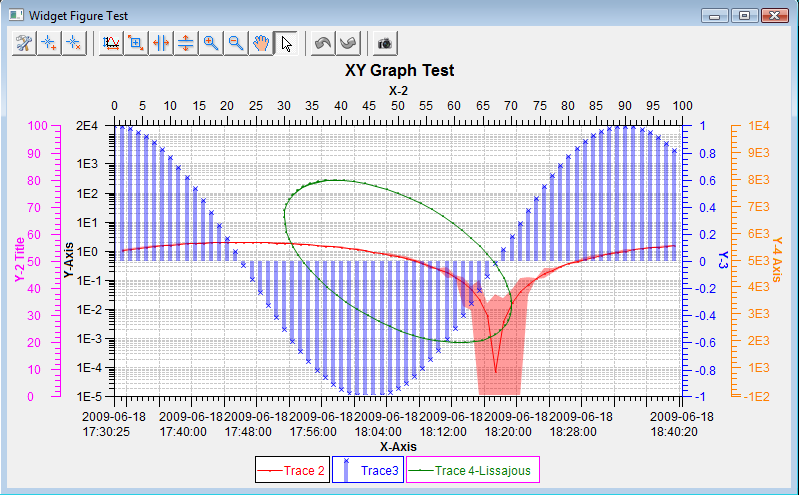 Widget Figure Test
XY Graph Test
X-2
0 5 10 15 20 25 30 35 40 45 50 55 60 65 70 75 80 85 90 95 100
Y-2 Title
100
90
80
70
60
50
40
30
20
10
0
Y-Axis
2E4
1E3
1E2
1E1
1E0
1E-1
1E-2
1E-3
1E-4
1E-5
1
0.8
0.6
0.4
0.2
0
-0.2
-0.4
-0.6
-0.8
-1
Y-3
1E4
9E3
8E3
7E3
6E3
5E3
4E3
3E3
2E3
1E3
-1E2
Y-4 Axis
2009-06-18 2009-06-18 2009-06-18 2009-06-18 2009-06-18 2009-06-18 2009-06-18 2009-06-18 2009-06-18
17:30:25 17:40:00 17:48:00 17:56:00 18:04:00 18:12:00 18:20:00 18:28:00 18:40:20
X-Axis
Trace 2 Trace3 Trace 4-Lissajous